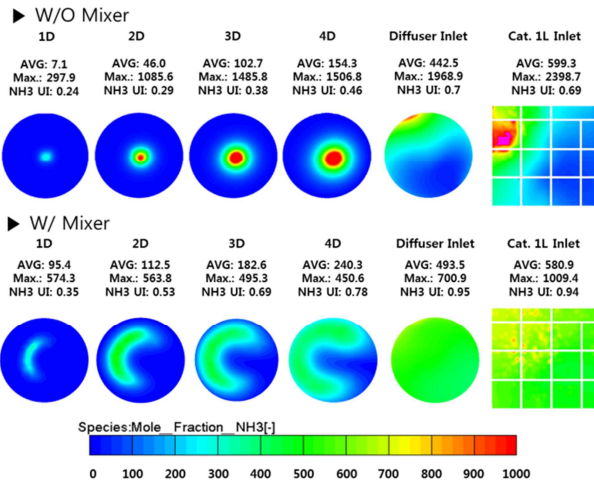 ▶ W/O Mixer
1D 2D 3D 4D Diffuser Inlet Cat. 1L Inlet
AVG: 7.1 AVG: 46.0 AVG: 102.7 AVG: 154.3 AVG: 442.5 AVG: 599.3
Max.: 297.9 Max.: 1085.6 Max.: 1485.8 Max.: 1506.8 Max.: 1968.9 Max.: 2398.7
NH3 UI: 0.24 NH3 UI: 0.29 NH3 UI: 0.38 NH3 UI: 0.46 NH3 UI: 0.7 NH3 UI: 0.69
▶ W/ Mixer
1D 2D 3D 4D Diffuser Inlet Cat. 1L Inlet
AVG: 95.4 AVG: 112.5 AVG: 182.6 AVG: 240.3 AVG: 493.5 AVG: 580.9
Max.: 574.3 Max.: 563.8 Max.: 495.3 Max.: 450.6 Max.: 700.9 Max.: 1009.4
NH3 UI: 0.35 NH3 UI: 0.53 NH3 UI: 0.69 NH3 UI: 0.78 NH3 UI: 0.95 NH3 UI: 0.94
Species:Mole__Fraction__NH3[-]
0 100 200 300 400 500 600 700 800 900 1000